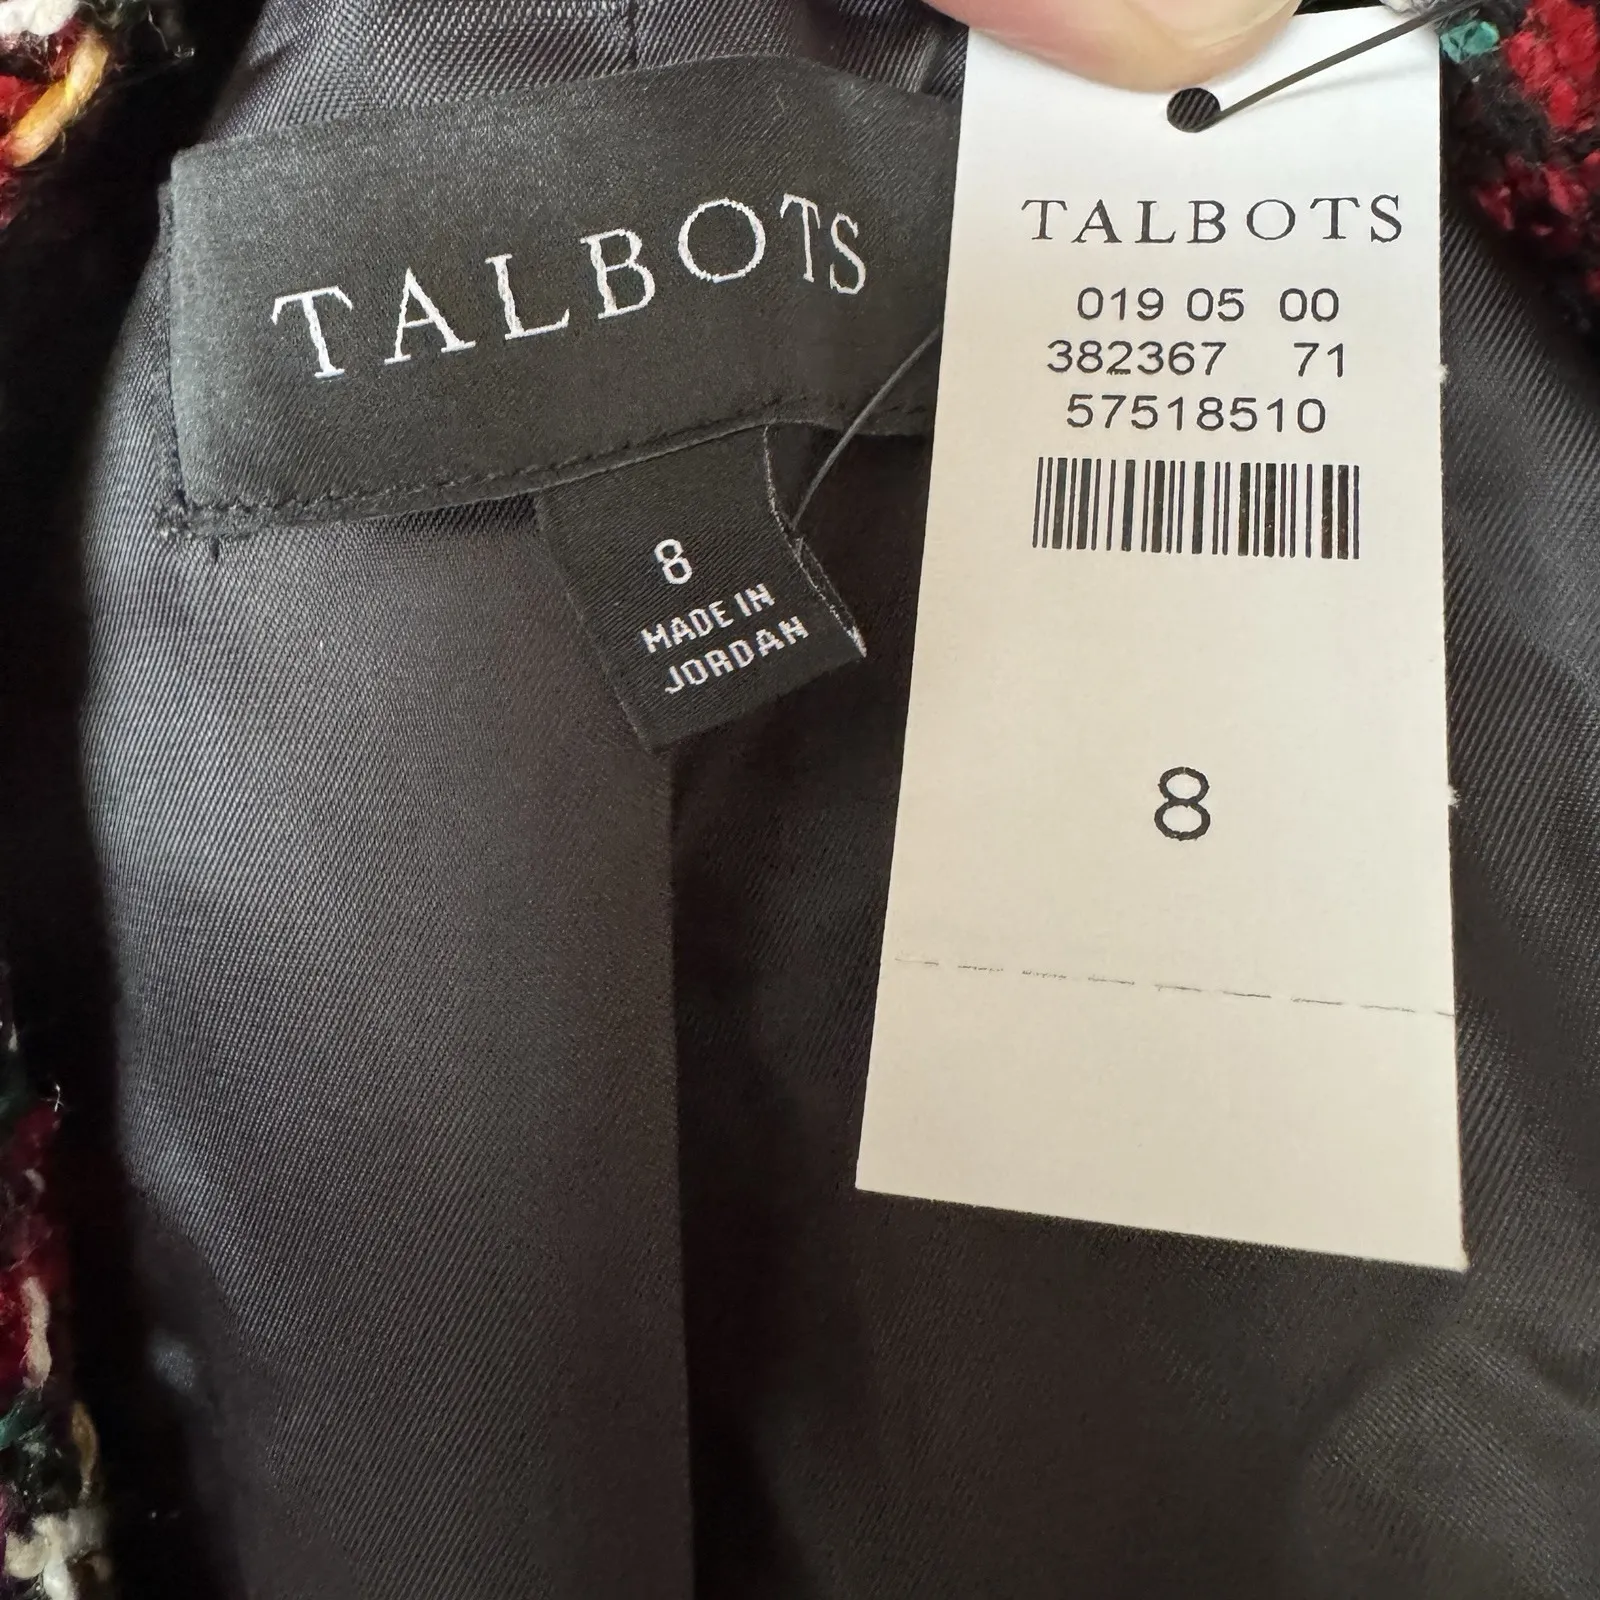 TALBOTS
8
MADE IN
JORDAN
TALBOTS
019 05 00
382367 71
57518510
8